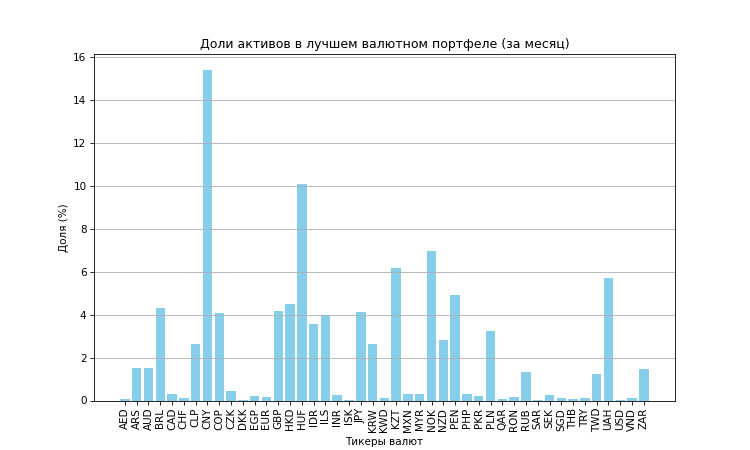 Доли активов в лучшем валютном портфеле (за месяц)
16
14
12
10
8
6
4
2
0
Доля (%)
AED ARS AUD BRL CAD CHF CLP CNY COP CZK DKK EGP EUR GBP HKD HUF IDR ILS INR ISK JPY KRW KWD KZT MXN MYR NOK NZD PEN PHP PKR PLN QAR RON RUB SAR SEK SGD THB TRY TWD UAH USD VND ZAR
Тикеры валют